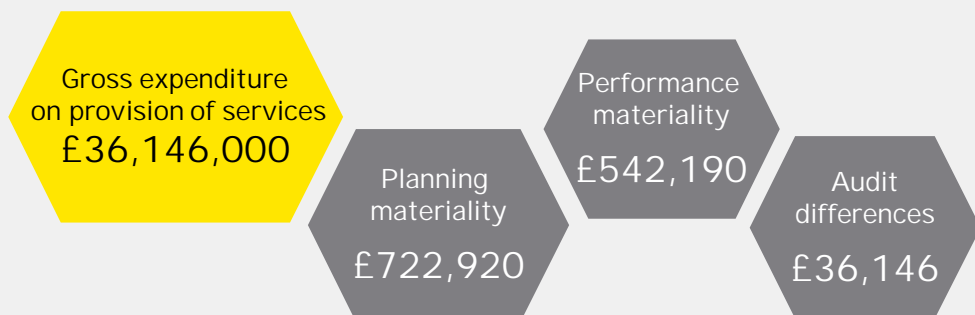 Gross expenditure
on provision of services
£36,146,000
Planning
materiality
£722,920
Performance
materiality
£542,190
Audit
differences
£36,146